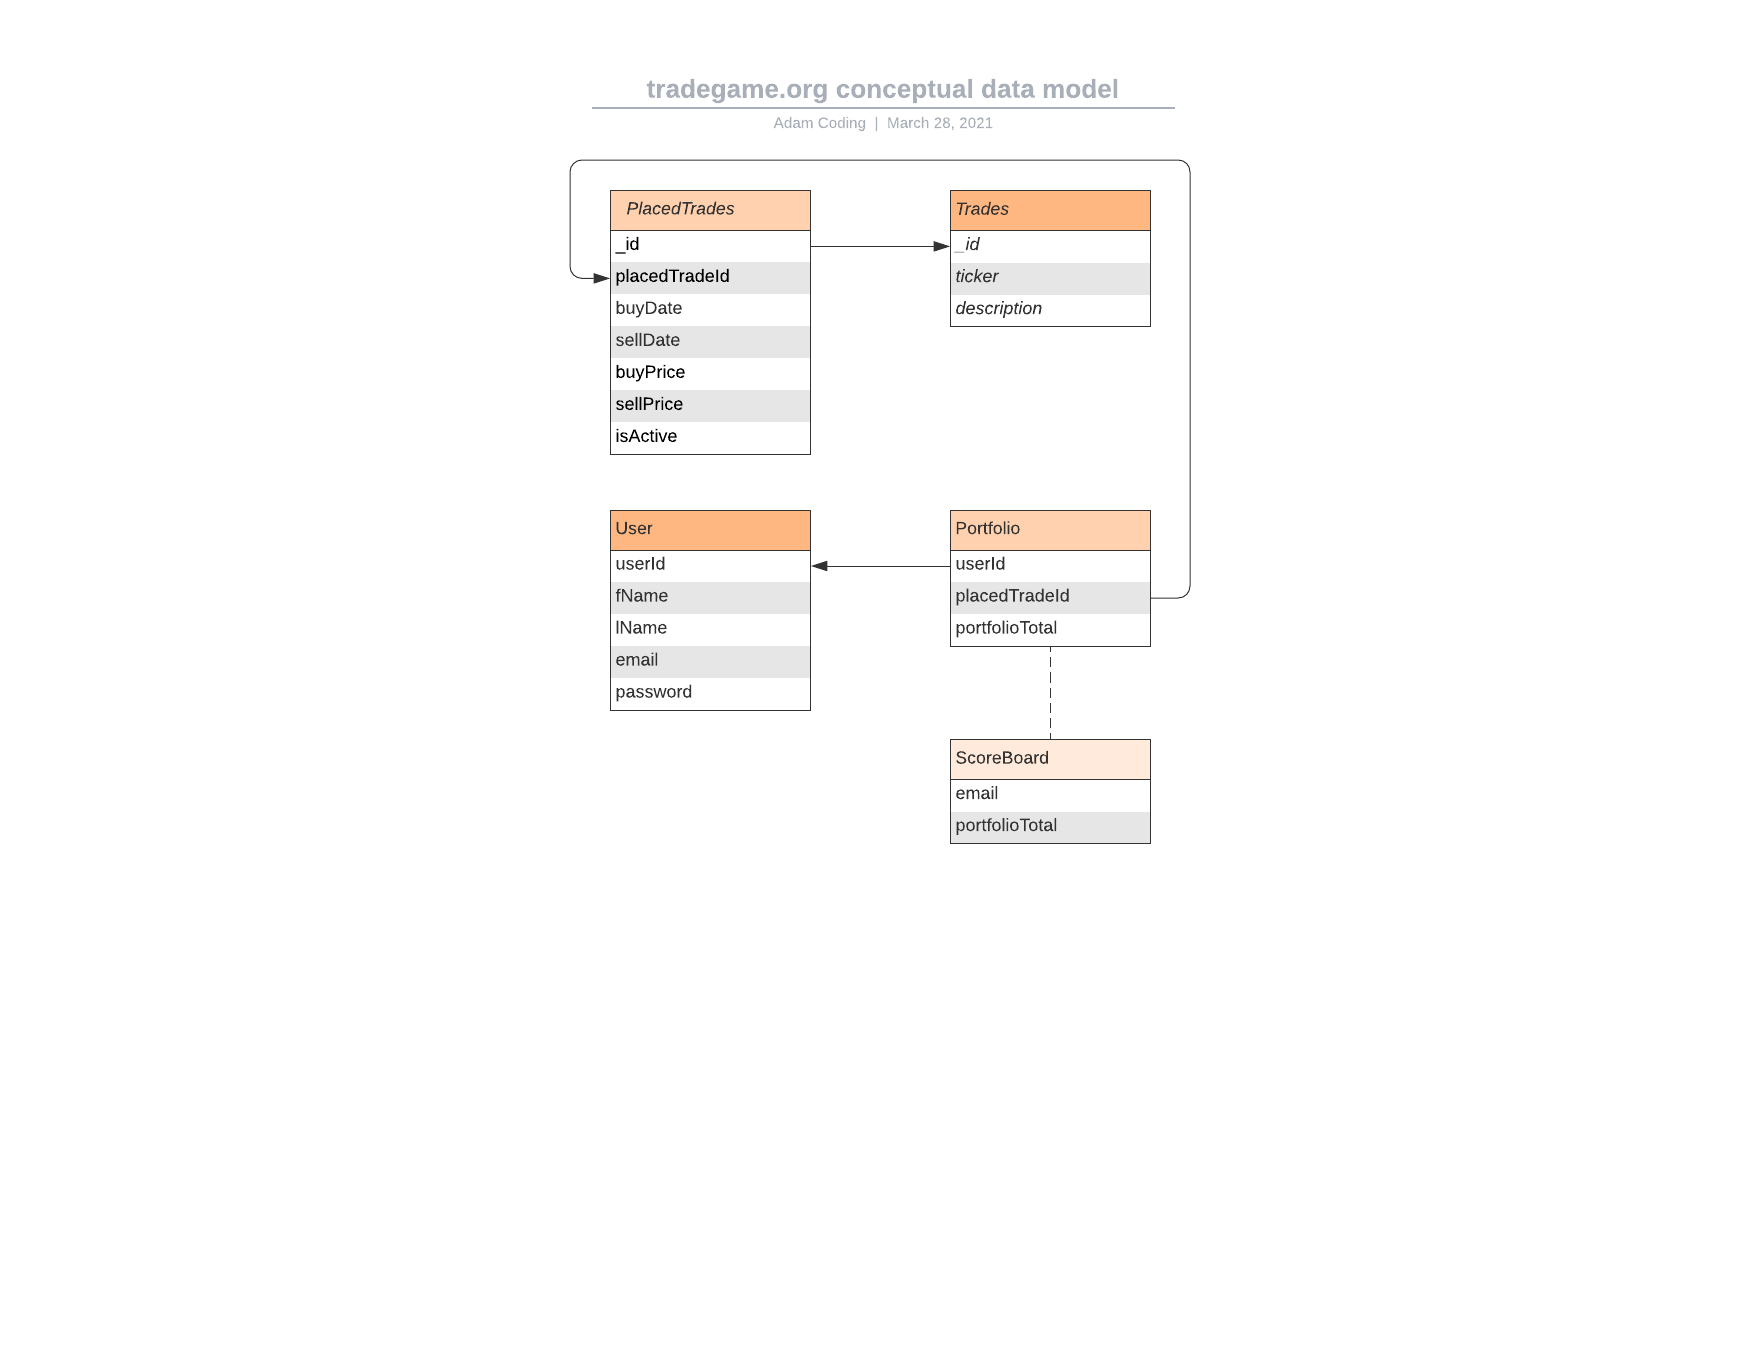 tradegame.org conceptual data model
Adam Coding | March 28, 2021
PlacedTrades
_id
placedTradeId
buyDate
sellDate
buyPrice
sellPrice
isActive
Trades
_id
ticker
description
User
userId
fName
lName
email
password
Portfolio
userId
placedTradeId
portfolioTotal
ScoreBoard
email
portfolioTotal